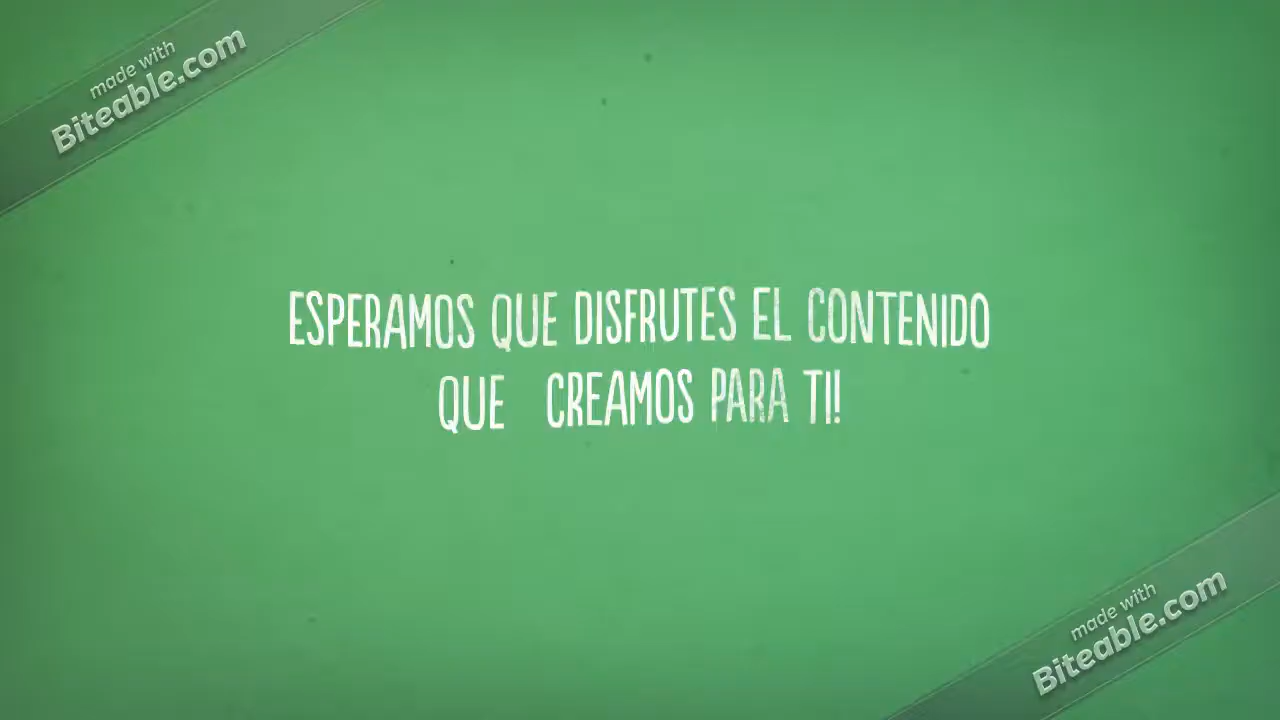 made with
Biteable.com
ESPERAMOS QUE DISFRUTES EL CONTENIDO
QUE CREAMOS PARA TI!!
made with
Biteable.com